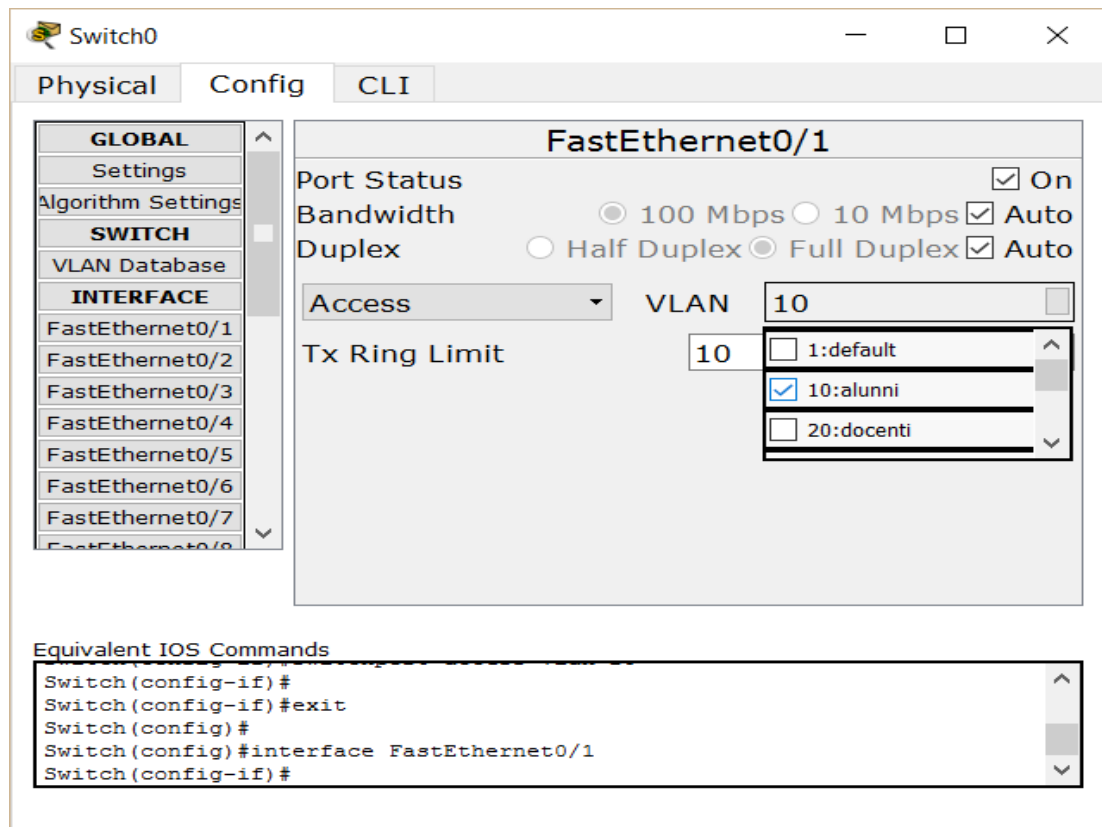 Switch0
Physical Config CLI
GLOBAL
Settings
Algorithm Settings
SWITCH
VLAN Database
INTERFACE
FastEthernet0/1
FastEthernet0/2
FastEthernet0/3
FastEthernet0/4
FastEthernet0/5
FastEthernet0/6
FastEthernet0/7
FastEthernet0/8
FastEthernet0/1
Port Status On
Bandwidth 100 Mbps 10 Mbps Auto
Duplex Half Duplex Full Duplex Auto
Access VLAN 10
Tx Ring Limit 10
1:default
10:alunni
20:docenti
Equivalent IOS Commands
Switch(config-if)#
Switch(config-if)#exit
Switch(config)#
Switch(config)#interface FastEthernet0/1
Switch(config-if)#